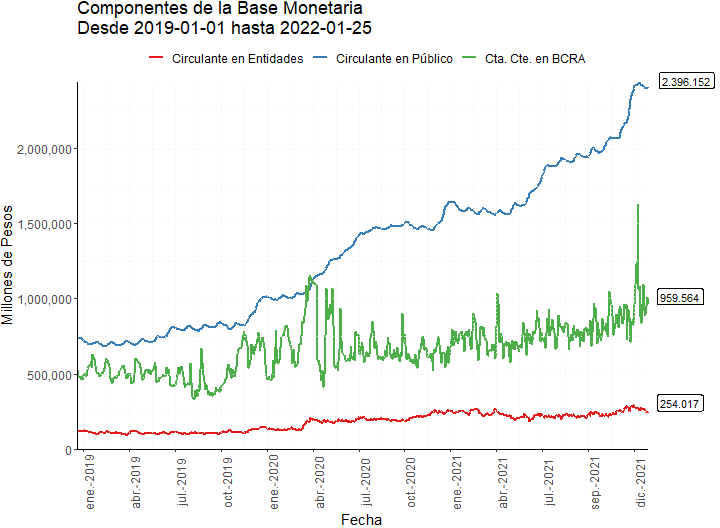 Componentes de la Base Monetaria
Desde 2019-01-01 hasta 2022-01-25
Circulante en Entidades Circulante en Público Cta. Cte. en BCRA
2.396.152
2,000,000
1,500,000
1,000,000
959.564
500,000
254.017
0
Millones de Pesos
ene.-2019
abr.-2019
jul.-2019
oct.-2019
ene.-2020
abr.-2020
jul.-2020
oct.-2020
ene.-2021
abr.-2021
jul.-2021
sep.-2021
dic.-2021
Fecha